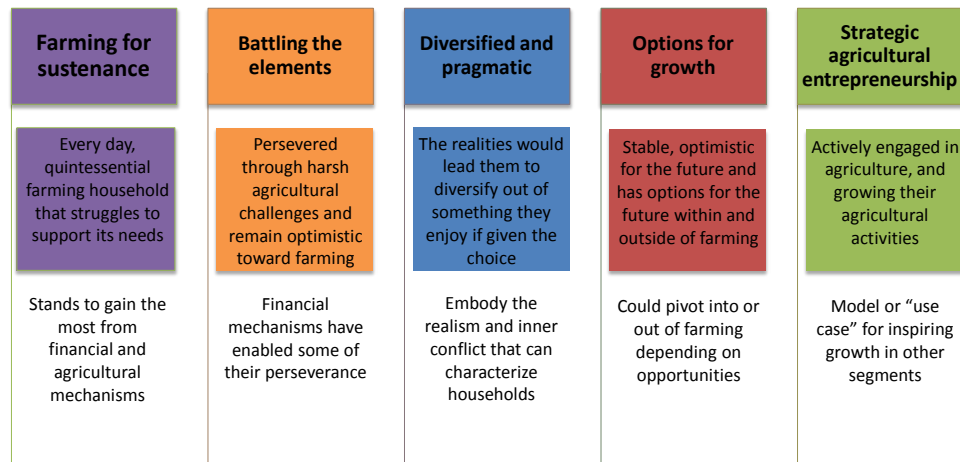 Farming for
sustenance
Battling the
elements
Diversified and
pragmatic
Options for
growth
Strategic
agricultural
entrepreneurship
Every day,
quintessential
farming household
that struggles to
support its needs
Persevered
through harsh
agricultural
challenges and
remain optimistic
toward farming
The realities would
lead them to
diversify out of
something they
enjoy if given the
choice
Stable, optimistic
for the future and
has options for the
future within and
outside of farming
Actively engaged in
agriculture, and
growing their
agricultural
activities
Stands to gain the
most from
financial and
agricultural
mechanisms
Financial
mechanisms have
enabled some of
their perseverance
Embody the
realism and inner
conflict that can
characterize
households
Could pivot into or
out of farming
depending on
opportunities
Model or “use
case” for inspiring
growth in other
segments